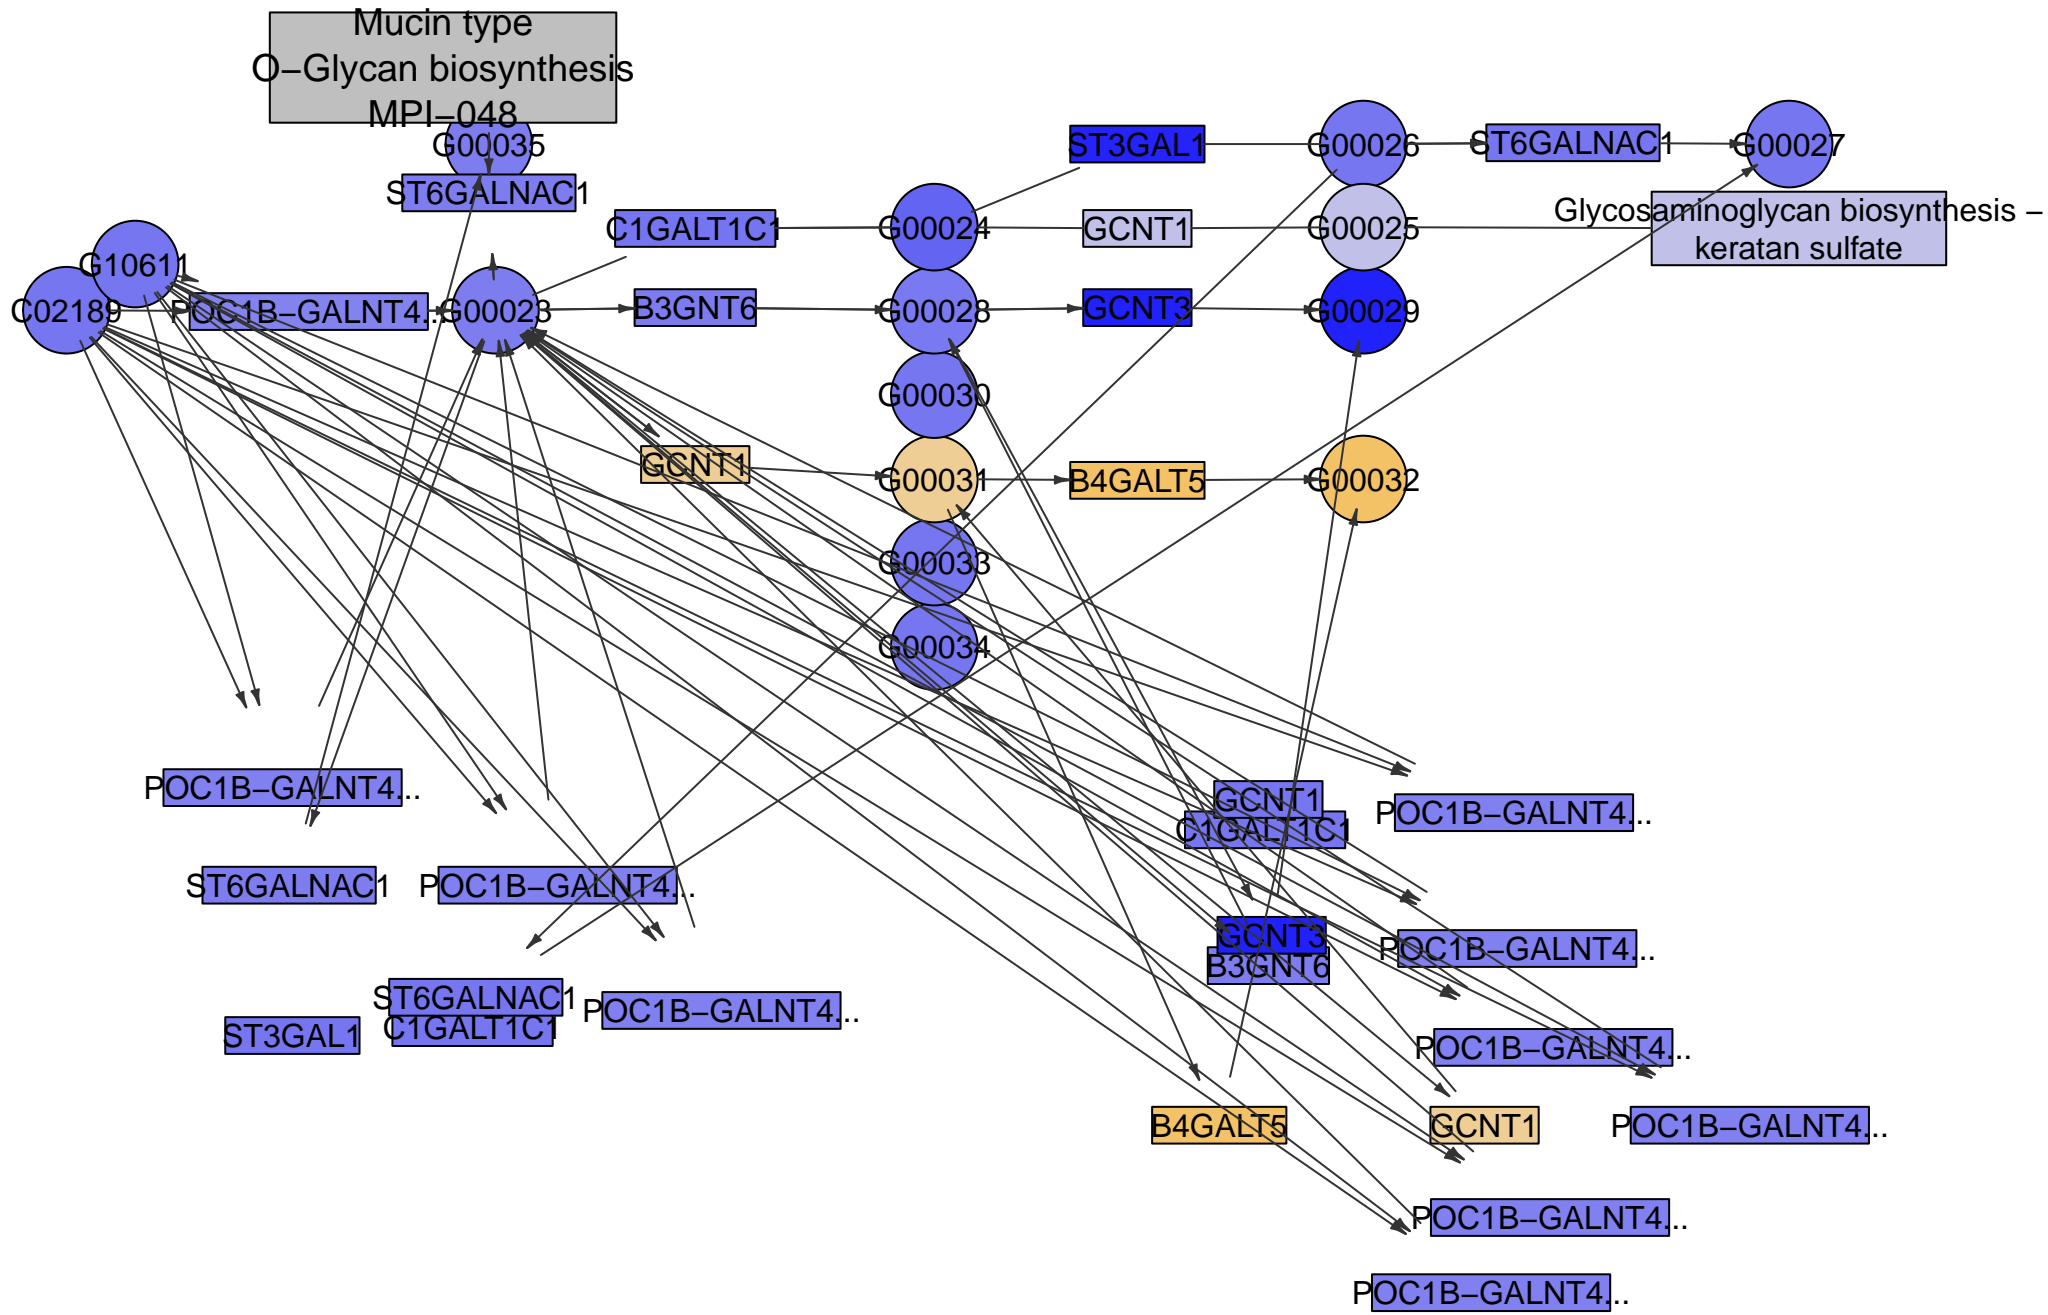 Mucin type
O−Glycan biosynthesis
MPI−048
G00035
ST6GALNAC1
ST3GAL1
G00026
ST6GALNAC1
G00027
C1GALT1C1
G00024
GCNT1
G00025
Glycosaminoglycan biosynthesis −
keratan sulfate
G10611
C02189
POC1B−GALNT4...
G00023
B3GNT6
G00028
GCNT3
G00029
G00030
GCNT1
G00031
B4GALT5
G00032
G00033
G00034
POC1B−GALNT4...
GCNT1
C1GALT1C1
POC1B−GALNT4...
ST6GALNAC1
POC1B−GALNT4...
GCNT3
B3GNT6
POC1B−GALNT4...
ST6GALNAC1
C1GALT1C1
ST3GAL1
POC1B−GALNT4...
POC1B−GALNT4...
B4GALT5
GCNT1
POC1B−GALNT4...
POC1B−GALNT4...
POC1B−GALNT4...